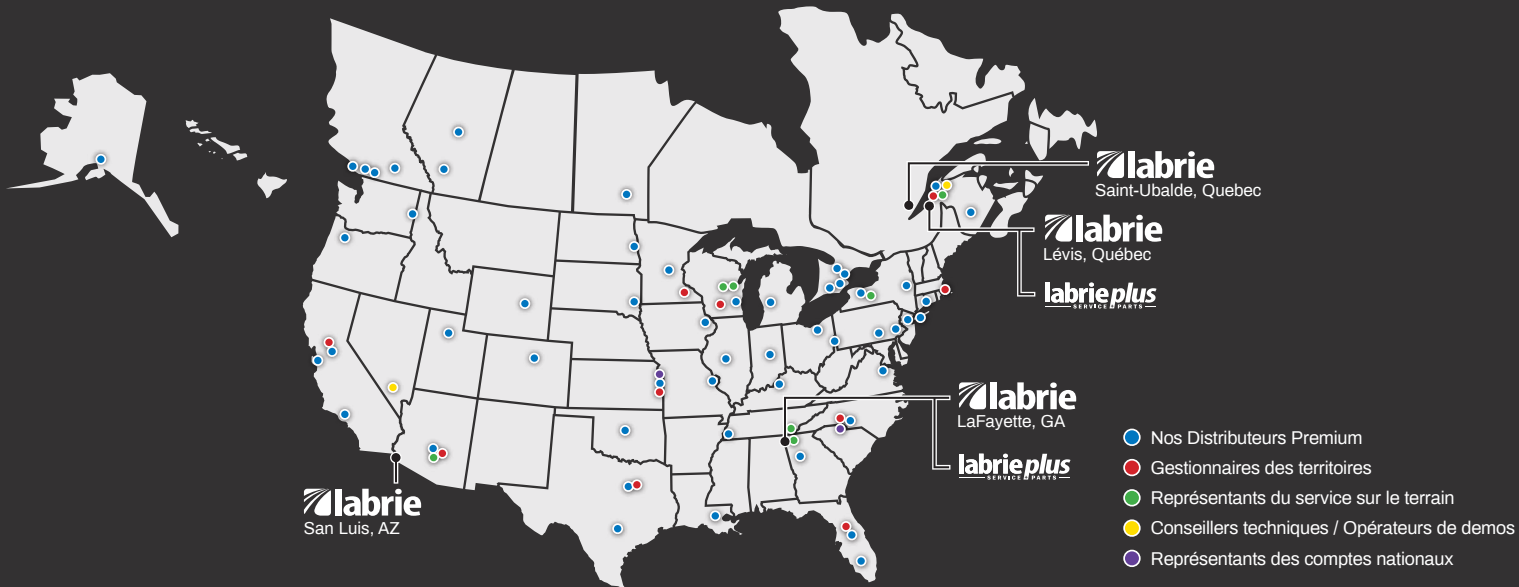 labrie
Saint-Ubalde, Quebec
labrie
Lévis, Québec
labrieplus
SERVICE & PARTS
labrie
LaFayette, GA
labrieplus
SERVICE & PARTS
labrie
San Luis, AZ
Nos Distributeurs Premium
Gestionnaires des territoires
Représentants du service sur le terrain
Conseillers techniques / Opérateurs de demos
Représentants des comptes nationaux